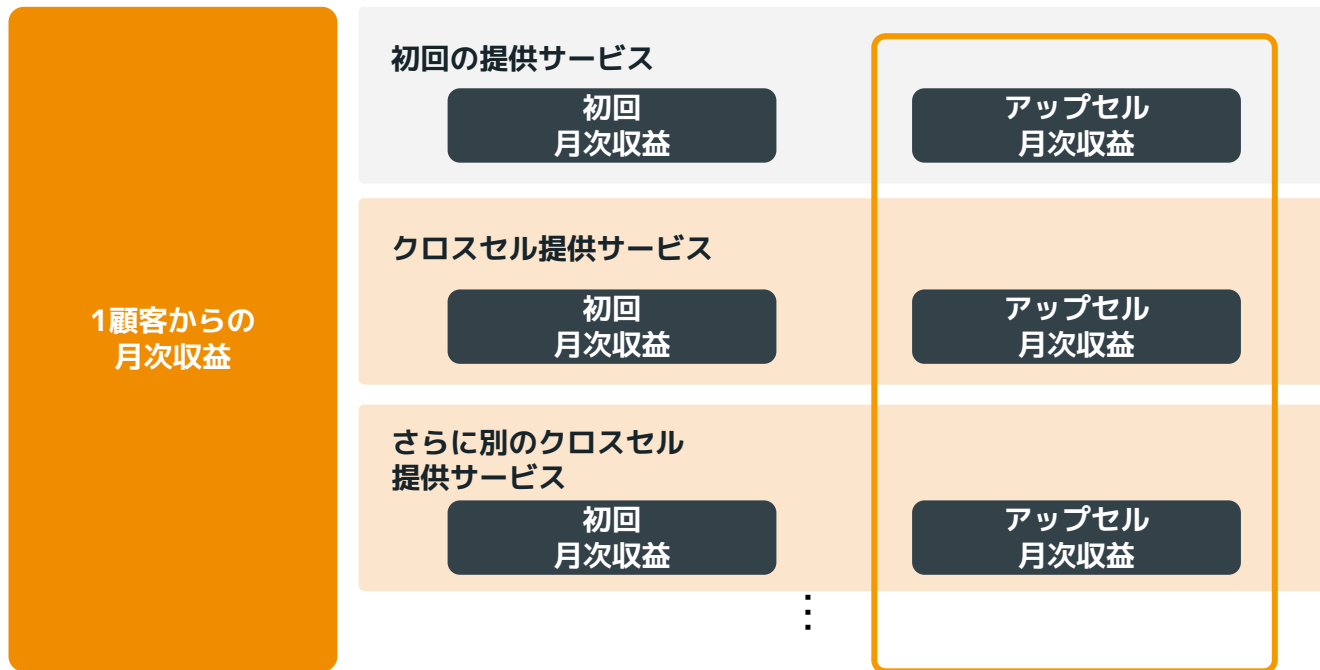 1顧客からの
月次収益
初回の提供サービス
初回
月次収益
アップセル
月次収益
クロスセル提供サービス
初回
月次収益
アップセル
月次収益
さらに別のクロスセル
提供サービス
初回
月次収益
アップセル
月次収益
⋮